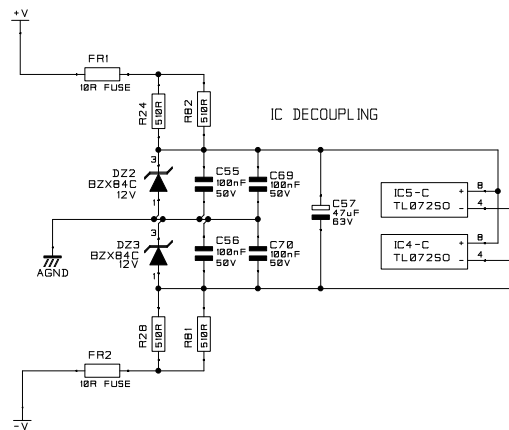 +V
FR1
10R FUSE
R24
510R
R82
510R
IC DECOUPLING
3
DZ2
BZX84C
12V
1
C55
100nF
50V
C69
100nF
50V
C57
47uF
63V
IC5-C
TL072SO
+
-
8
4
AGND
DZ3
BZX84C
12V
3
1
C56
100nF
50V
C70
100nF
50V
IC4-C
TL072SO
+
-
8
4
R28
510R
R81
510R
FR2
10R FUSE
-V